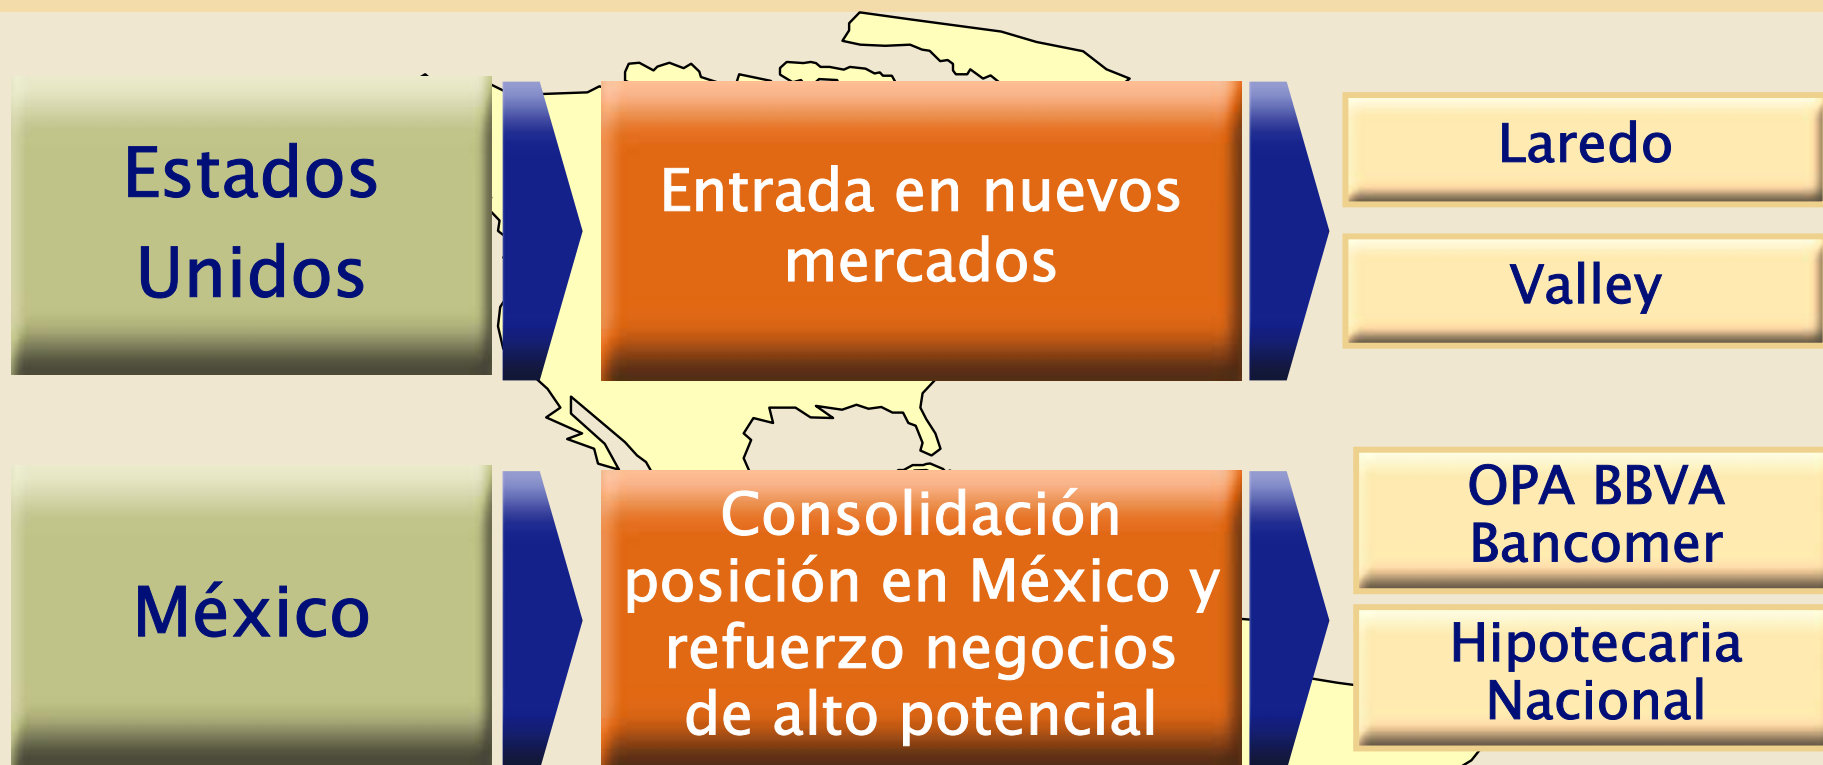 Estados
Unidos
Entrada en nuevos
mercados
Laredo
Valley
México
Consolidación
posición en México y
refuerzo negocios
de alto potencial
OPA BBVA
Bancomer
Hipotecaria
Nacional